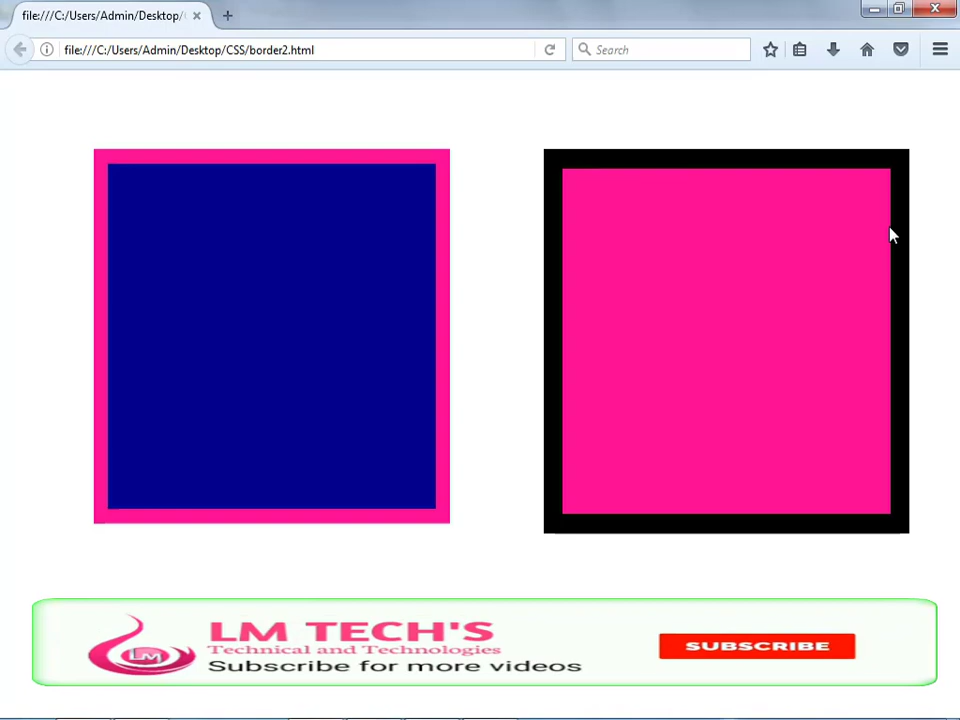 file:///C:/Users/Admin/Desktop/
file:///C:/Users/Admin/Desktop/CSS/border2.html
Search
LM
LM TECH'S
Technical and Technologies
Subscribe for more videos
SUBSCRIBE